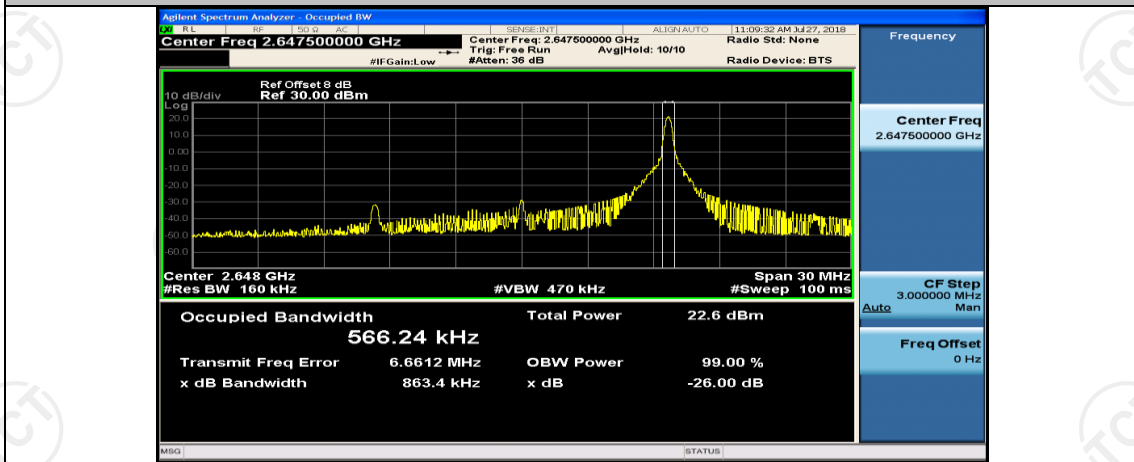 Agilent Spectrum Analyzer - Occupied BW
LXI RL RF 50 Ω AC SENSE:INT ALIGN AUTO 11:09:32 AM Jul 27, 2018
Center Freq 2.647500000 GHz
Center Freq: 2.647500000 GHz
Radio Std: None
Trig: Free Run Avg|Hold: 10/10
#IFGain:Low
#Atten: 36 dB
Radio Device: BTS
Ref Offset 8 dB
10 dB/div Ref 30.00 dBm
Log
20.0
10.0
0.00
-10.0
-20.0
-30.0
-40.0
-50.0
-60.0
Center 2.648 GHz
Span 30 MHz
#Res BW 160 kHz
#VBW 470 kHz
#Sweep 100 ms
Occupied Bandwidth
Total Power 22.6 dBm
566.24 kHz
Transmit Freq Error 6.6612 MHz
OBW Power 99.00 %
x dB Bandwidth 863.4 kHz
x dB -26.00 dB
MSG
STATUS
Frequency
Center Freq
2.647500000 GHz
CF Step
3.000000 MHz
Auto Man
Freq Offset
0 Hz
TCT
TCT
TCT
TCT